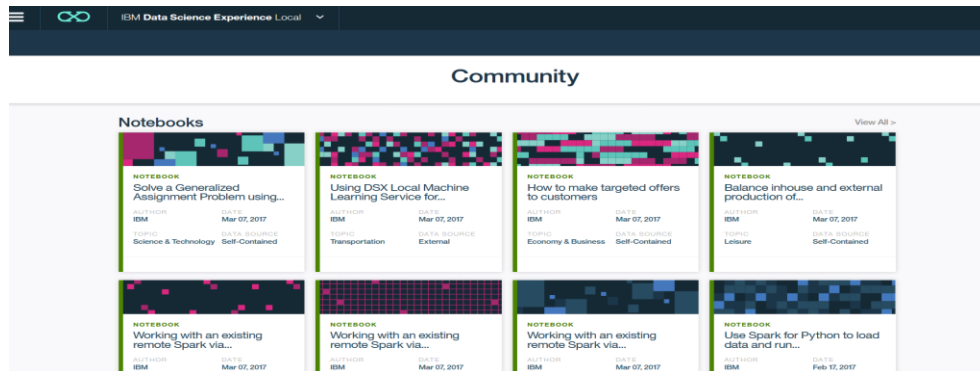 IBM Data Science Experience Local
Community
Notebooks
View All >
NOTEBOOK
Solve a Generalized
Assignment Problem using...
AUTHOR DATE
IBM Mar 07, 2017
TOPIC DATA SOURCE
Science & Technology Self-Contained
NOTEBOOK
Using DSX Local Machine
Learning Service for...
AUTHOR DATE
IBM Mar 07, 2017
TOPIC DATA SOURCE
Transportation External
NOTEBOOK
How to make targeted offers
to customers
AUTHOR DATE
IBM Mar 07, 2017
TOPIC DATA SOURCE
Economy & Business Self-Contained
NOTEBOOK
Balance inhouse and external
production of...
AUTHOR DATE
IBM Mar 07, 2017
TOPIC DATA SOURCE
Leisure Self-Contained
NOTEBOOK
Working with an existing
remote Spark via...
AUTHOR DATE
IBM Mar 07, 2017
NOTEBOOK
Working with an existing
remote Spark via...
AUTHOR DATE
IBM Mar 07, 2017
NOTEBOOK
Working with an existing
remote Spark via...
AUTHOR DATE
IBM Mar 07, 2017
NOTEBOOK
Use Spark for Python to load
data and run...
AUTHOR DATE
IBM Feb 17, 2017